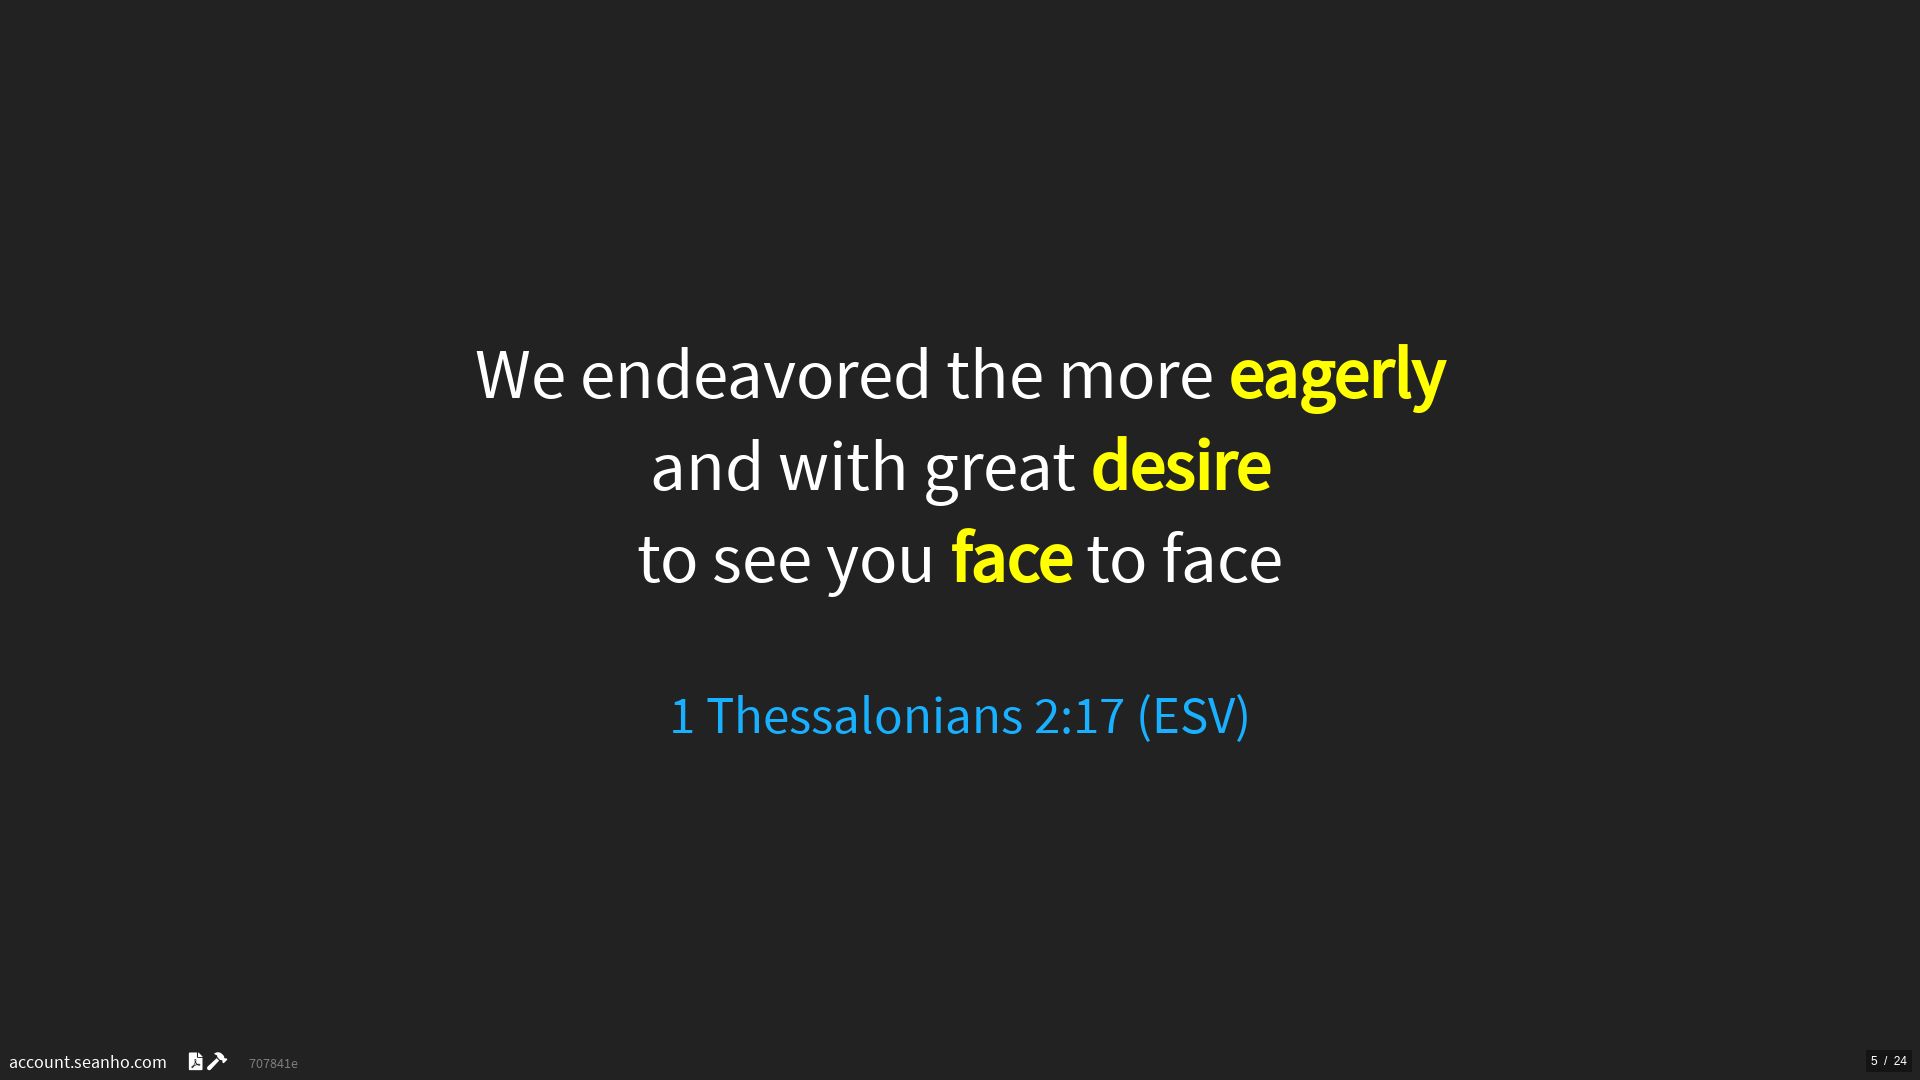 We endeavored the more eagerly
and with great desire
to see you face to face
1 Thessalonians 2:17 (ESV)
account.seanho.com
707841e
5 / 24